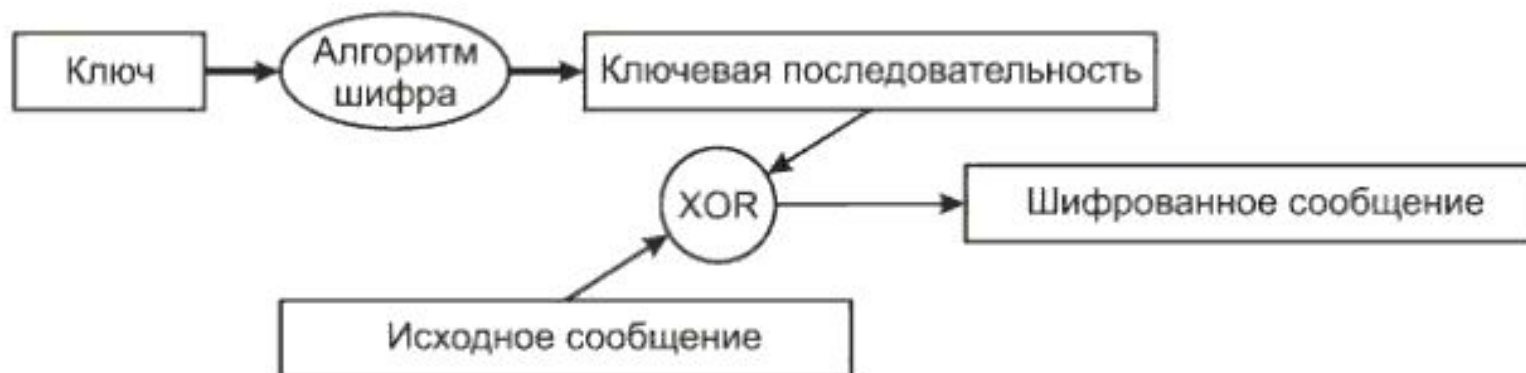 Ключ
Алгоритм
шифра
Ключевая последовательность
XOR
Шифрованное сообщение
Исходное сообщение